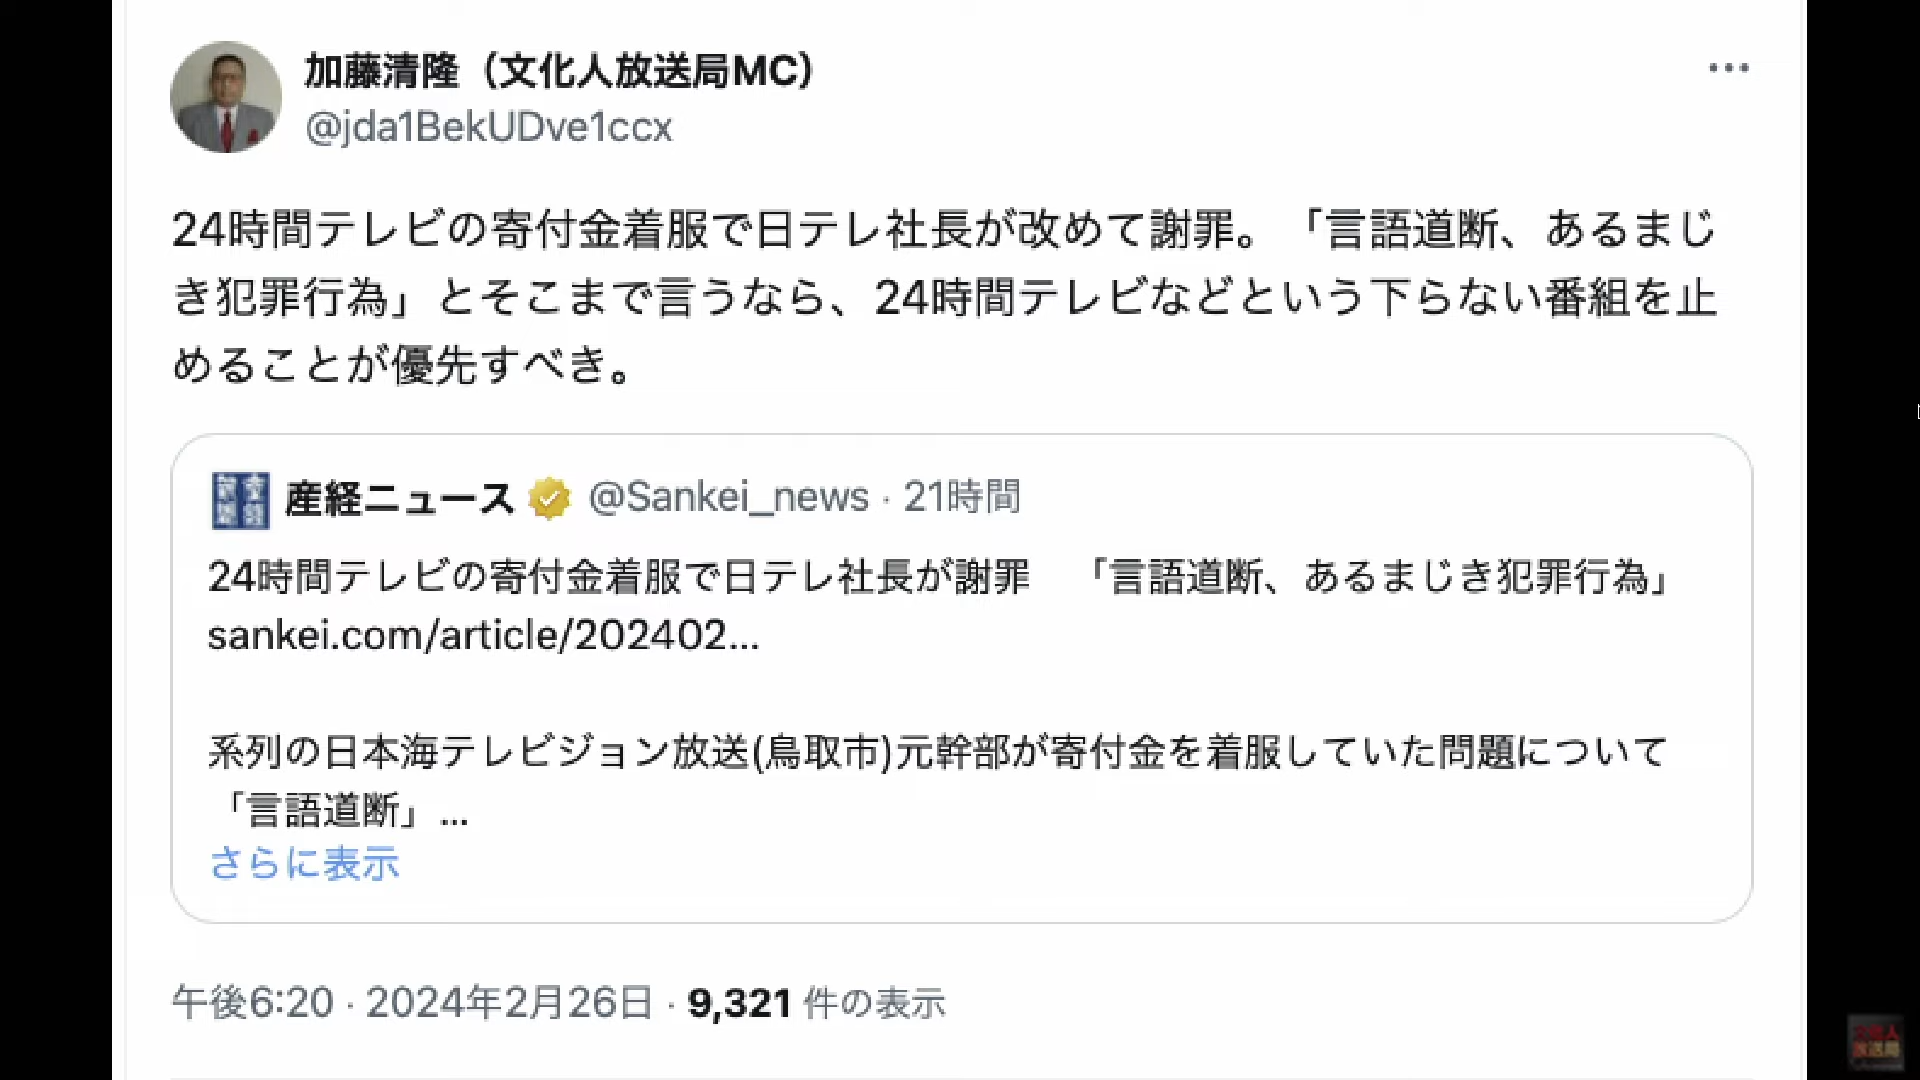 加藤清隆（文化人放送局MC）
@jda1BekUDve1ccx
24時間テレビの寄付金着服で日テレ社長が改めて謝罪。「言語道断、あるまじ
き犯罪行為」とそこまで言うなら、24時間テレビなどという下らない番組を止
めることが優先すべき。
産経ニュース @Sankei_news · 21時間
24時間テレビの寄付金着服で日テレ社長が謝罪　「言語道断、あるまじき犯罪行為」
sankei.com/article/202402…
系列の日本海テレビジョン放送(鳥取市)元幹部が寄付金を着服していた問題について
「言語道断」…
さらに表示
午後6:20 · 2024年2月26日 · 9,321 件の表示
文化人
放送局